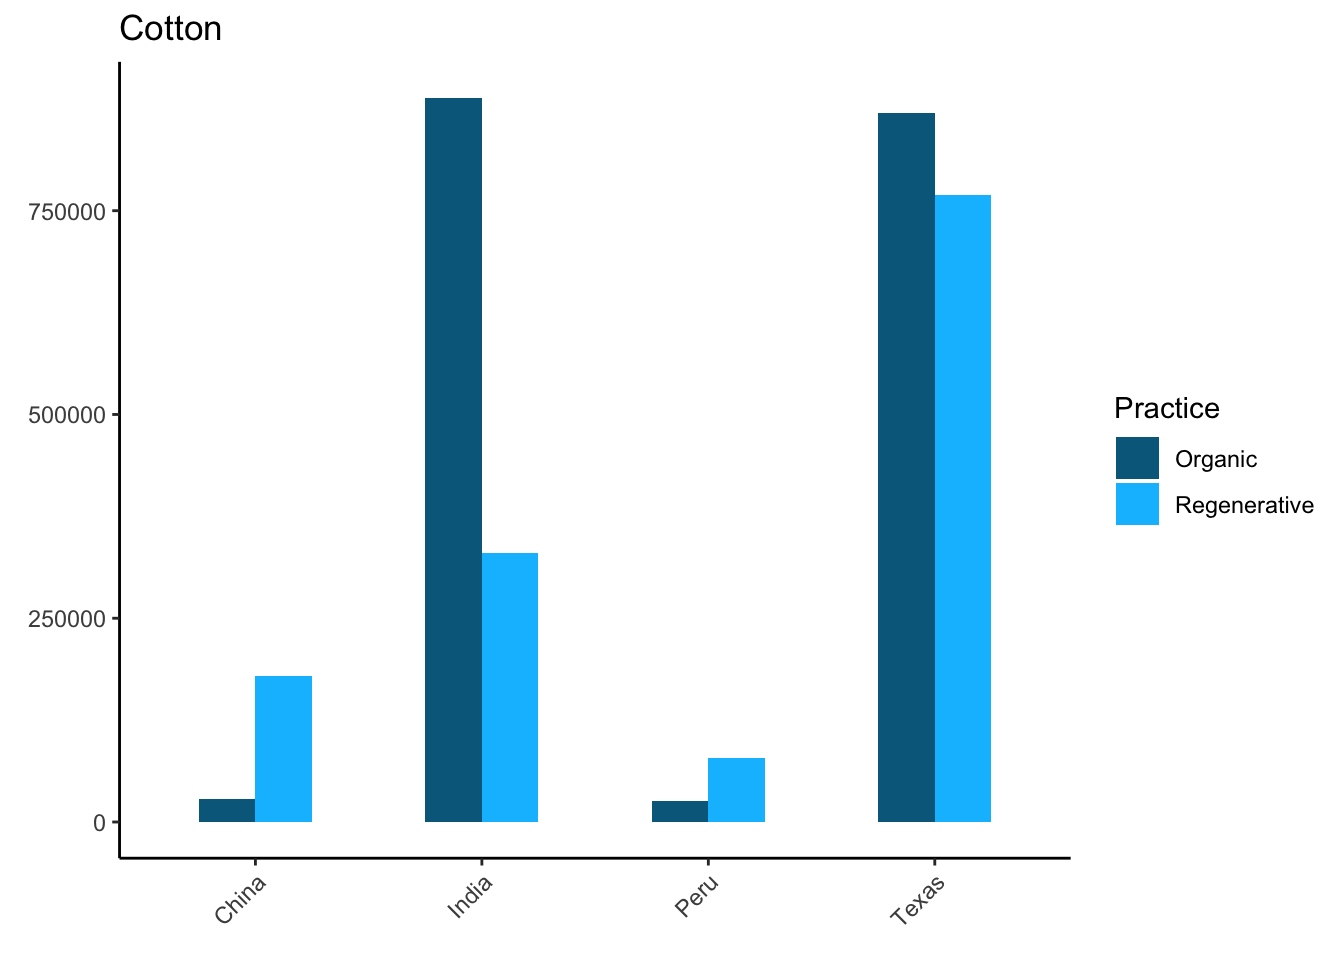 Cotton
750000
500000
250000
0
China
India
Peru
Texas
Practice
Organic
Regenerative